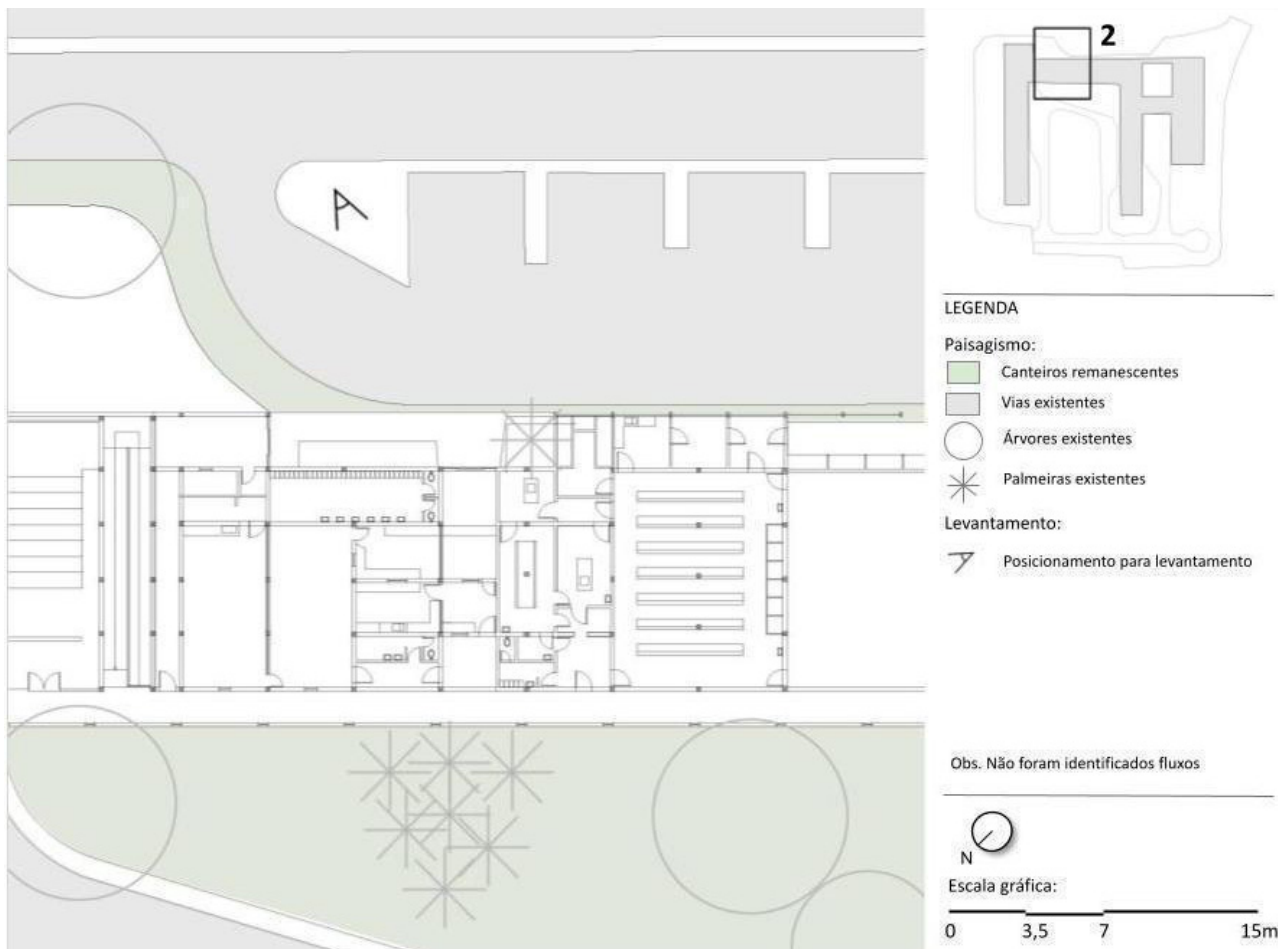 2
LEGENDA
Paisagismo:
Canteiros remanescentes
Vias existentes
Árvores existentes
Palmeiras existentes
Levantamento:
Posicionamento para levantamento
Obs. Não foram identificados fluxos
N
Escala gráfica:
0 3,5 7 15m